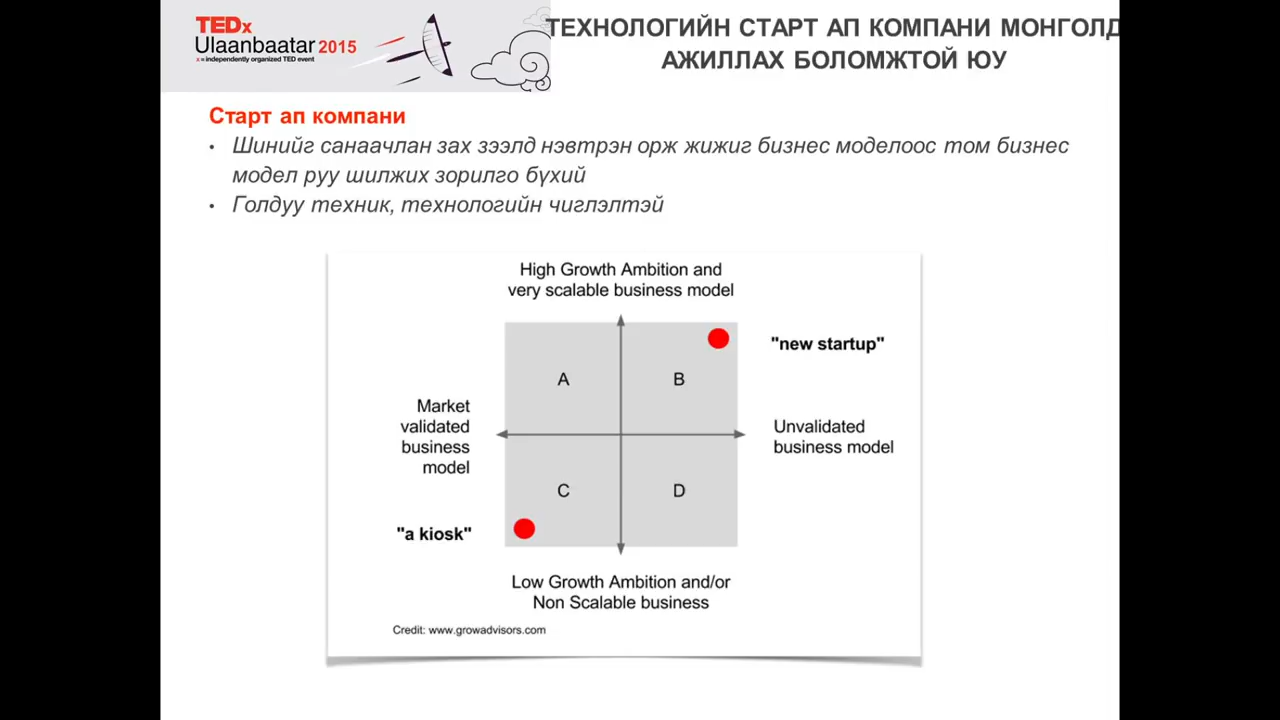 TEDx
Ulaanbaatar 2015
x = independently organized TED event
ТЕХНОЛОГИЙН СТАРТ АП КОМПАНИ МОНГОЛД
АЖИЛЛАХ БОЛОМЖТОЙ ЮУ
Старт ап компани
• Шинийг санаачлан зах зээлд нэвтрэн орж жижиг бизнес моделоос том бизнес
модел руу шилжих зорилго бүхий
• Голдуу техник, технологийн чиглэлтэй
High Growth Ambition and
very scalable business model
"new startup"
A
B
Market
validated
business
model
Unvalidated
business model
C
D
"a kiosk"
Low Growth Ambition and/or
Non Scalable business
Credit: www.growadvisors.com